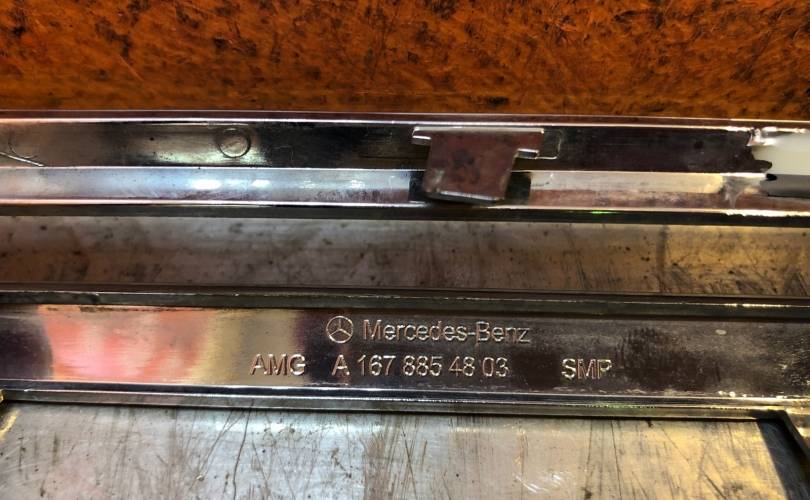 Mercedes-Benz
AMG A 167 885 48 03 SMP